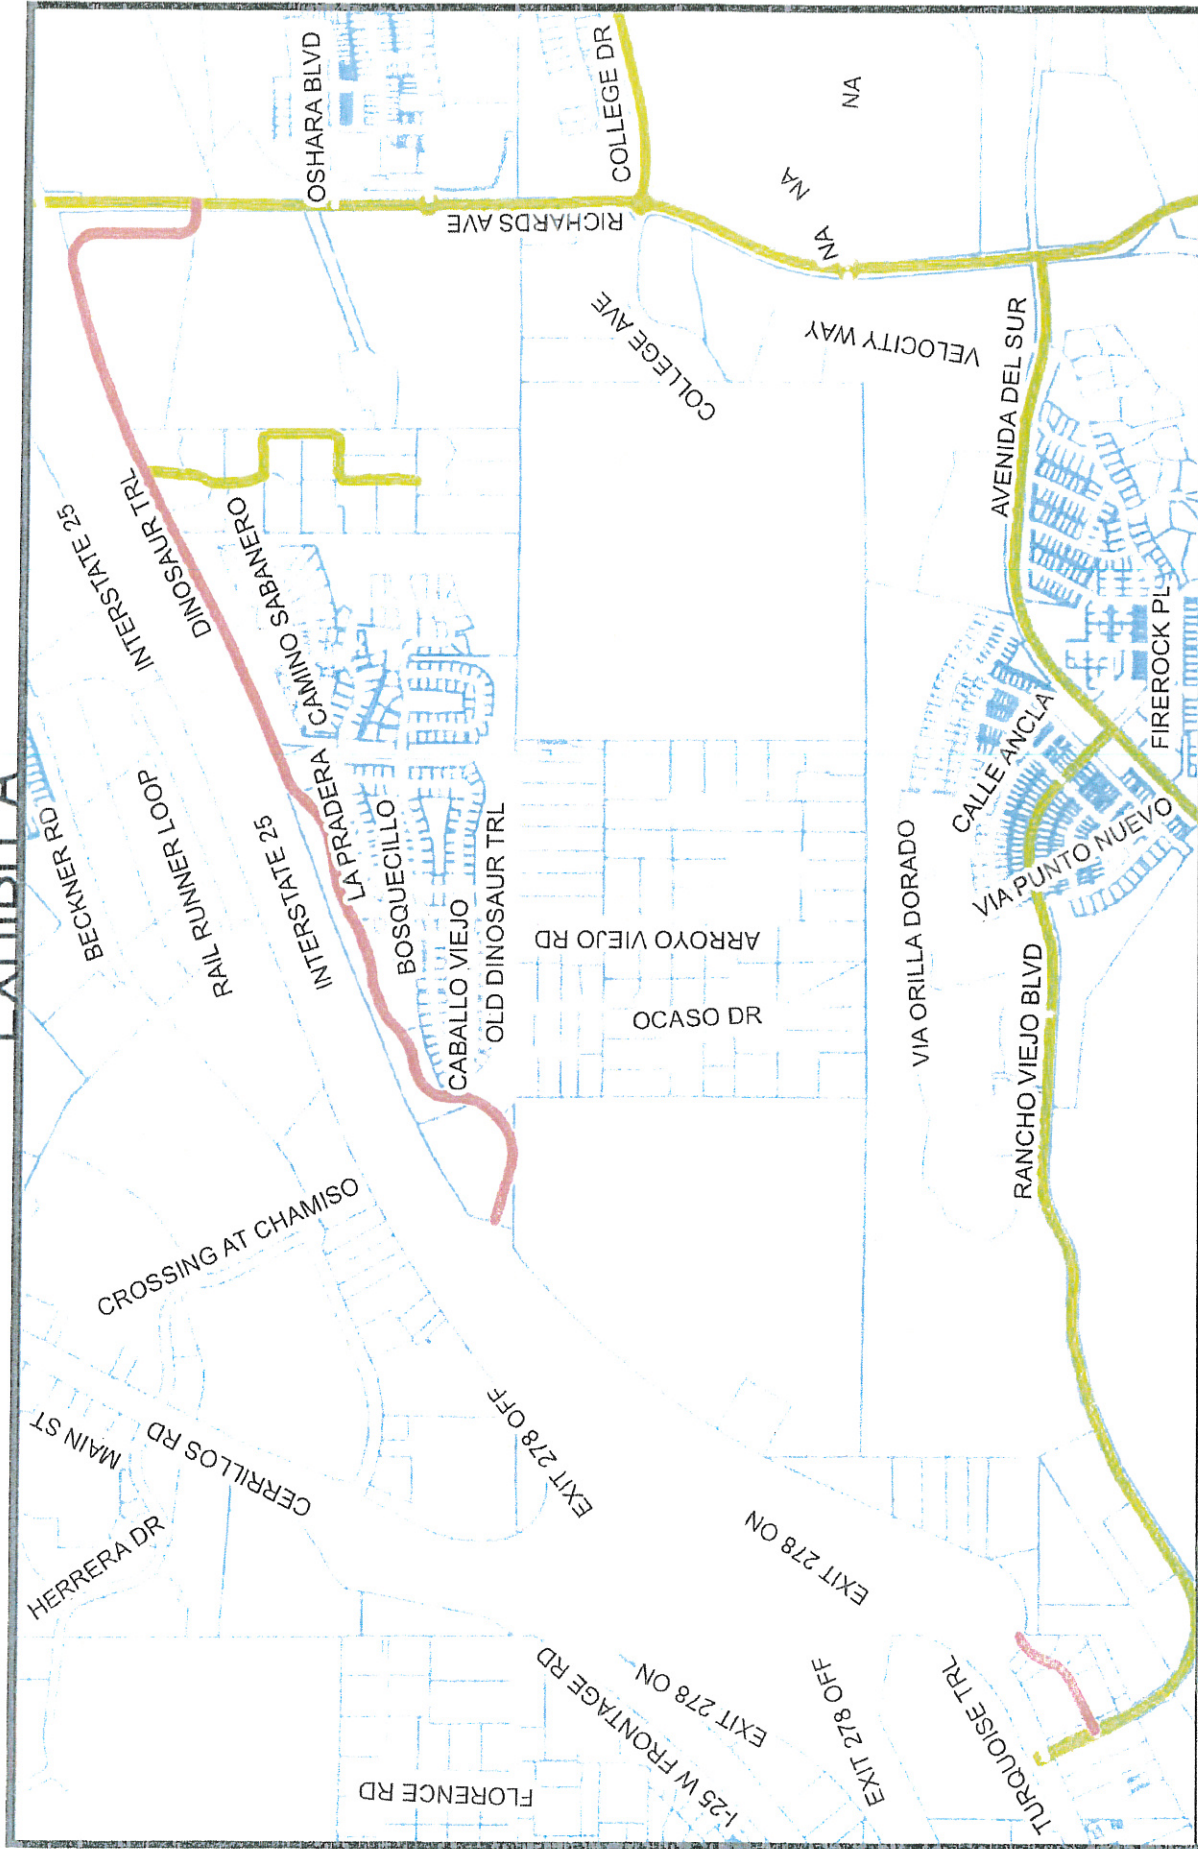 EXHIBIT A
BECKNER RD
RAIL RUNNER LOOP
INTERSTATE 25
INTERSTATE 25
DINOSAUR TRL
OSHARA BLVD
RICHARDS AVE
COLLEGE DR
COLLEGE AVE
VELOCITY WAY
NA
NA
NA
CAMINO SABANERO
LA PRADERA
BOSQUECILLO
CABALLO VIEJO
OLD DINOSAUR TRL
ARROYO VIEJO RD
OCASO DR
AVENIDA DEL SUR
FIREROCK PL
CALLE ANCLA
VIA PUNTO NUEVO
VIA ORILLA DORADO
RANCHO VIEJO BLVD
CROSSING AT CHAMISO
MAIN ST
CERRILLOS RD
HERRERA DR
EXIT 278 OFF
EXIT 278 ON
EXIT 278 ON
EXIT 278 OFF
I-25 W FRONTAGE RD
FLORENCE RD
TURQUOISE TRL